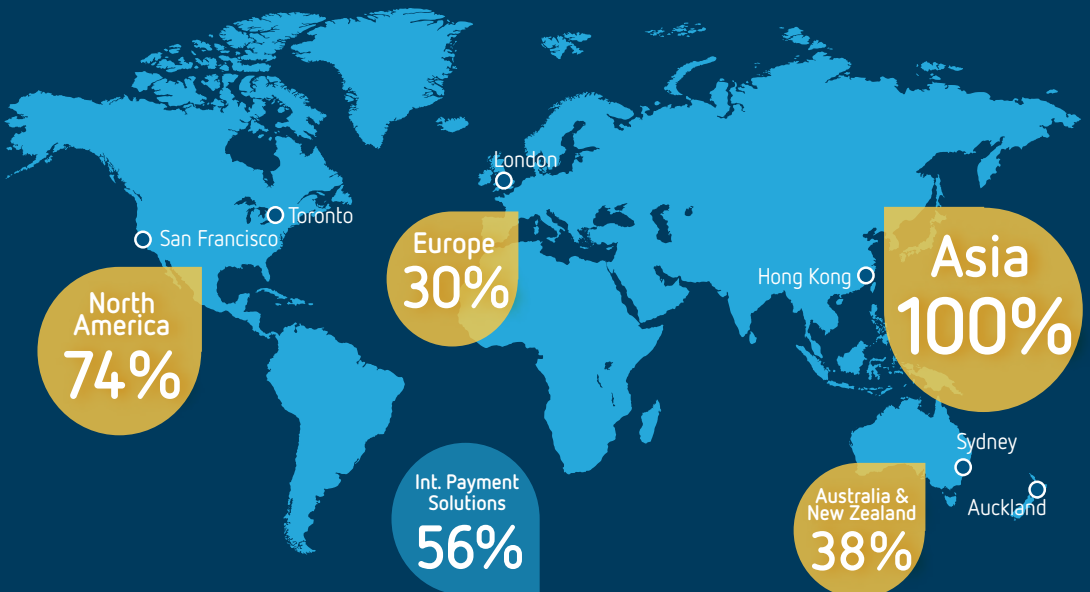 London
Toronto
San Francisco
Europe
30%
Asia
100%
Hong Kong
North
America
74%
Sydney
Auckland
Int. Payment
Solutions
56%
Australia &
New Zealand
38%